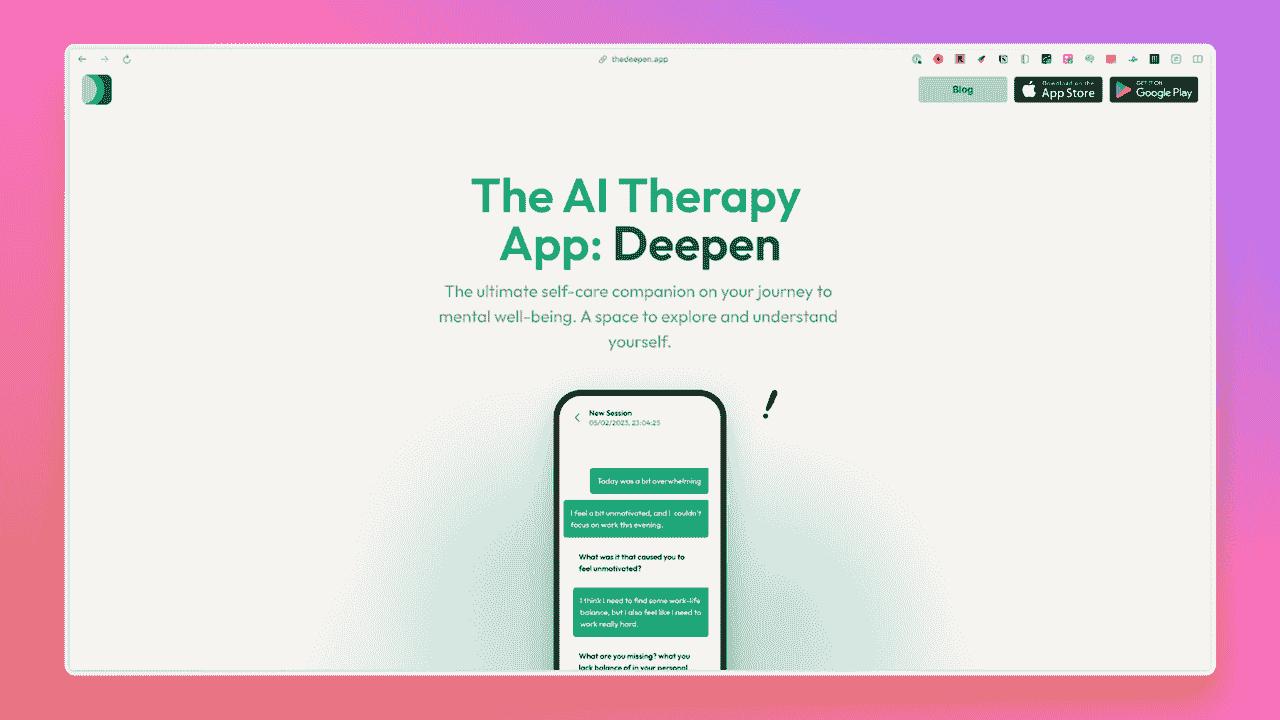 thedeepen.app
Blog
Download on the
App Store
GET IT ON
Google Play
The AI Therapy
App: Deepen
The ultimate self-care companion on your journey to
mental well-being. A space to explore and understand
yourself.
New Session
05/02/2023, 23:04:25
Today was a bit overwhelming
I feel a bit unmotivated, and I couldn't
focus on work this evening.
What was it that caused you to
feel unmotivated?
I think I need to find some work-life
balance, but I also feel like I need to
work really hard.
What are you missing? what you
lack balance of in your personal